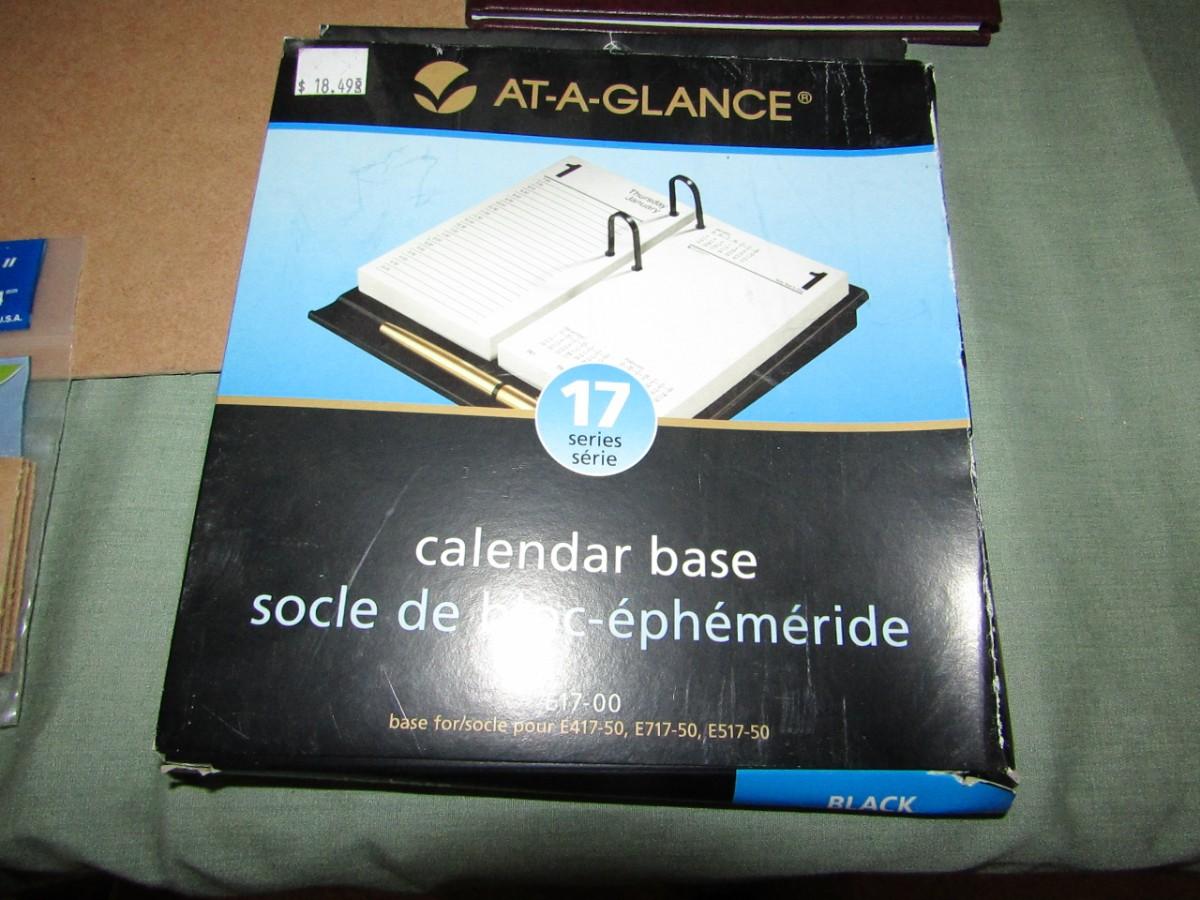 $ 18.49
AT-A-GLANCE®
1
Thursday
January
1
17
series
série
calendar base
socle de bloc-éphéméride
17-00
base for/socle pour E417-50, E717-50, E517-50
BLACK
"
U.S.A.